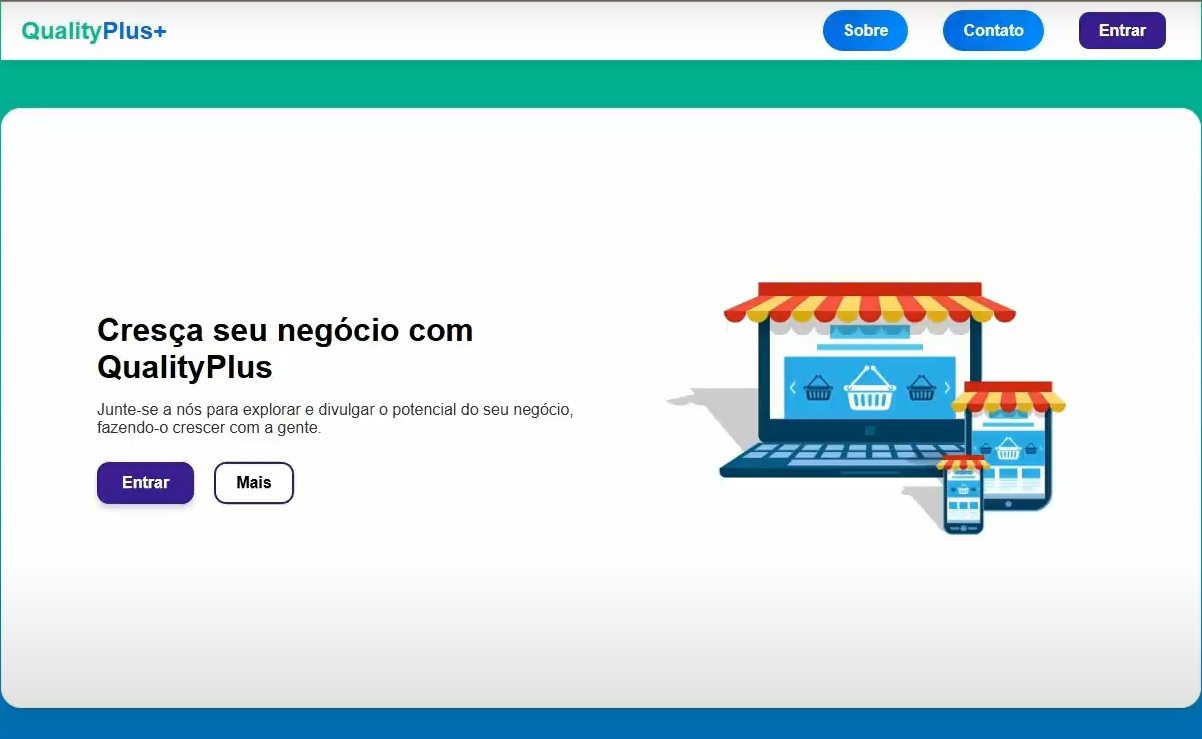 QualityPlus+
Sobre
Contato
Entrar
Cresça seu negócio com
QualityPlus
Junte-se a nós para explorar e divulgar o potencial do seu negócio,
fazendo-o crescer com a gente.
Entrar
Mais